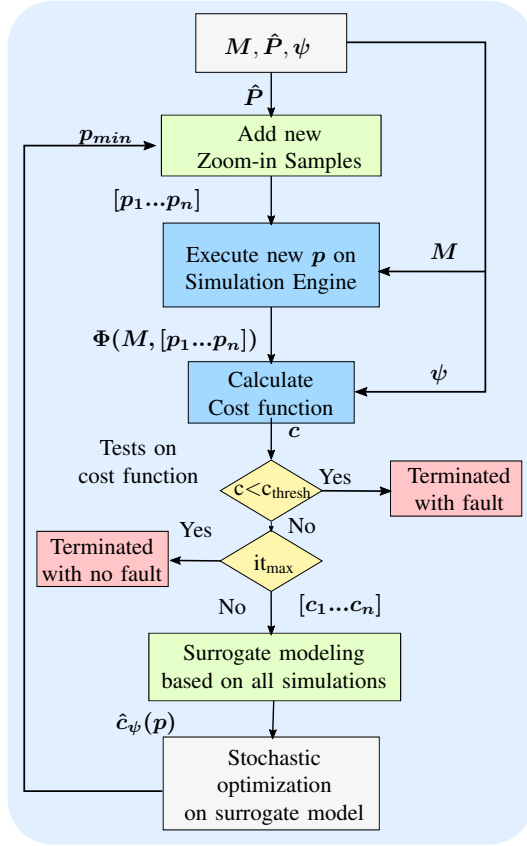 M, P̂, ψ
P̂
p_min
Add new
Zoom-in Samples
[p_1...p_n]
Execute new p on
Simulation Engine
M
Φ(M, [p_1...p_n])
Calculate
Cost function
ψ
c
Tests on
cost function
c<c_thresh
Yes
Terminated
with fault
No
Yes
Terminated
with no fault
it_max
No
[c_1...c_n]
Surrogate modeling
based on all simulations
ĉ_ψ(p)
Stochastic
optimization
on surrogate model